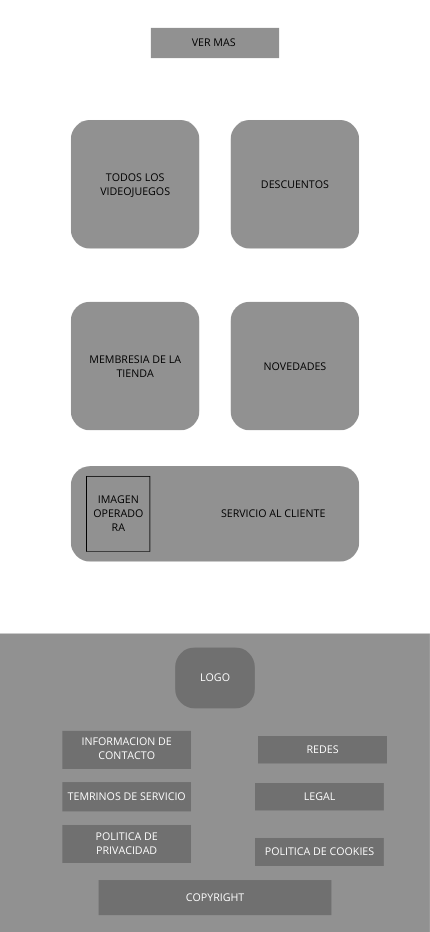 VER MAS
TODOS LOS
VIDEOJUEGOS
DESCUENTOS
MEMBRESIA DE LA
TIENDA
NOVEDADES
IMAGEN
OPERADO
RA
SERVICIO AL CLIENTE
LOGO
INFORMACION DE
CONTACTO
REDES
TEMRINOS DE SERVICIO
LEGAL
POLITICA DE
PRIVACIDAD
POLITICA DE COOKIES
COPYRIGHT